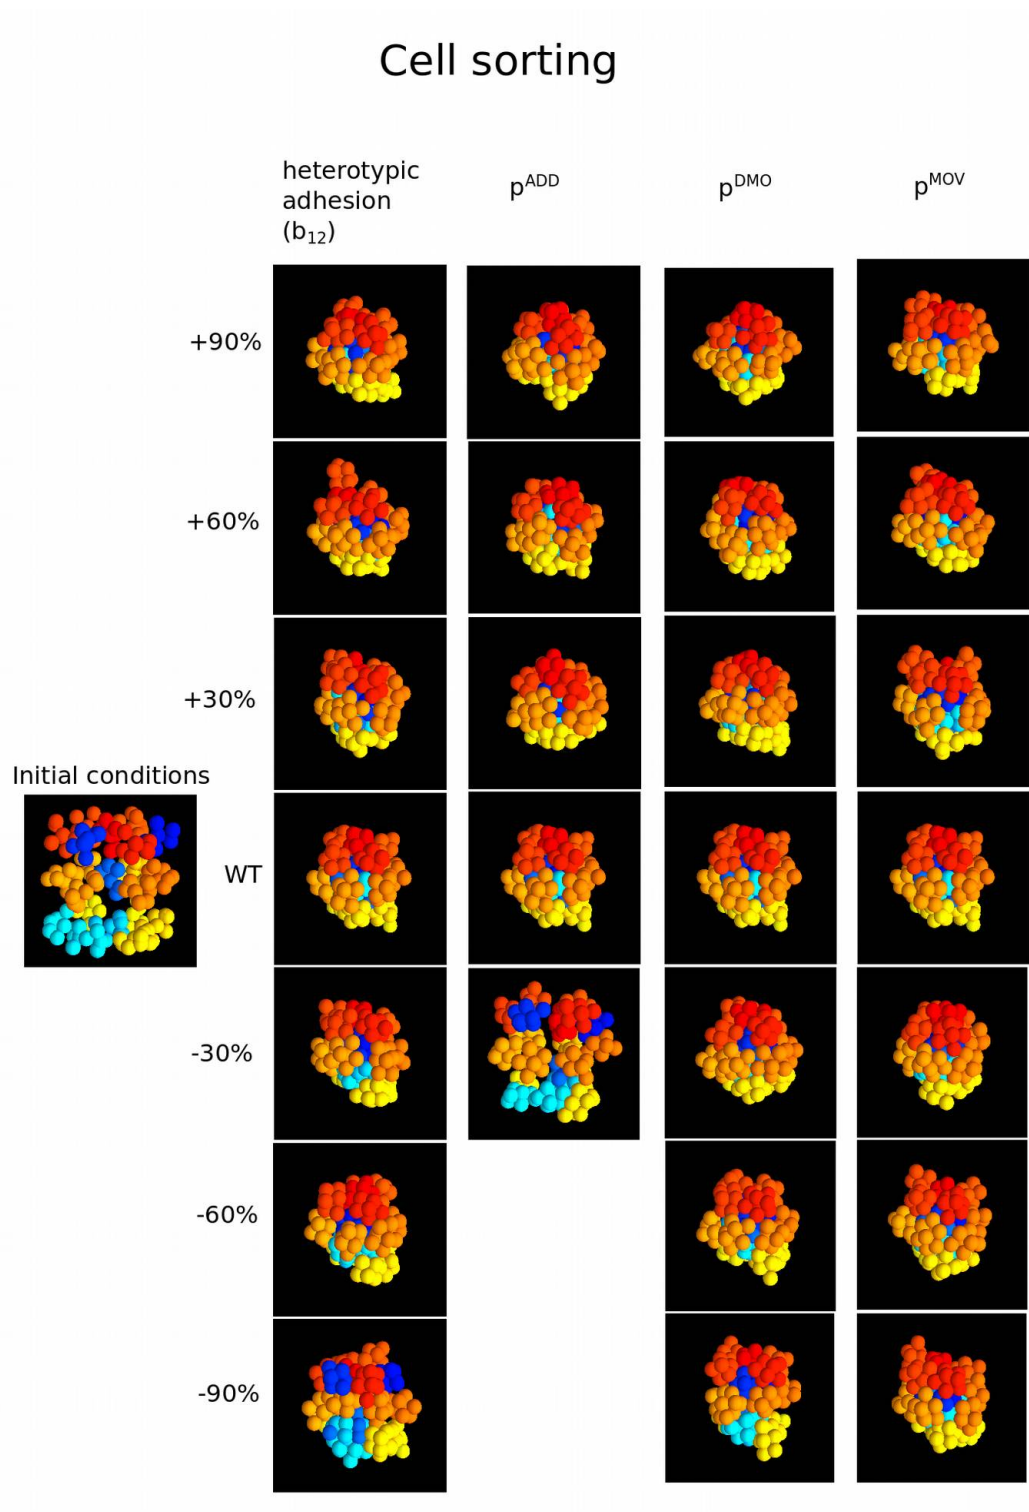 Cell sorting
heterotypic
adhesion
(b12)
pADD
pDMO
pMOV
+90%
+60%
+30%
Initial conditions
WT
-30%
-60%
-90%